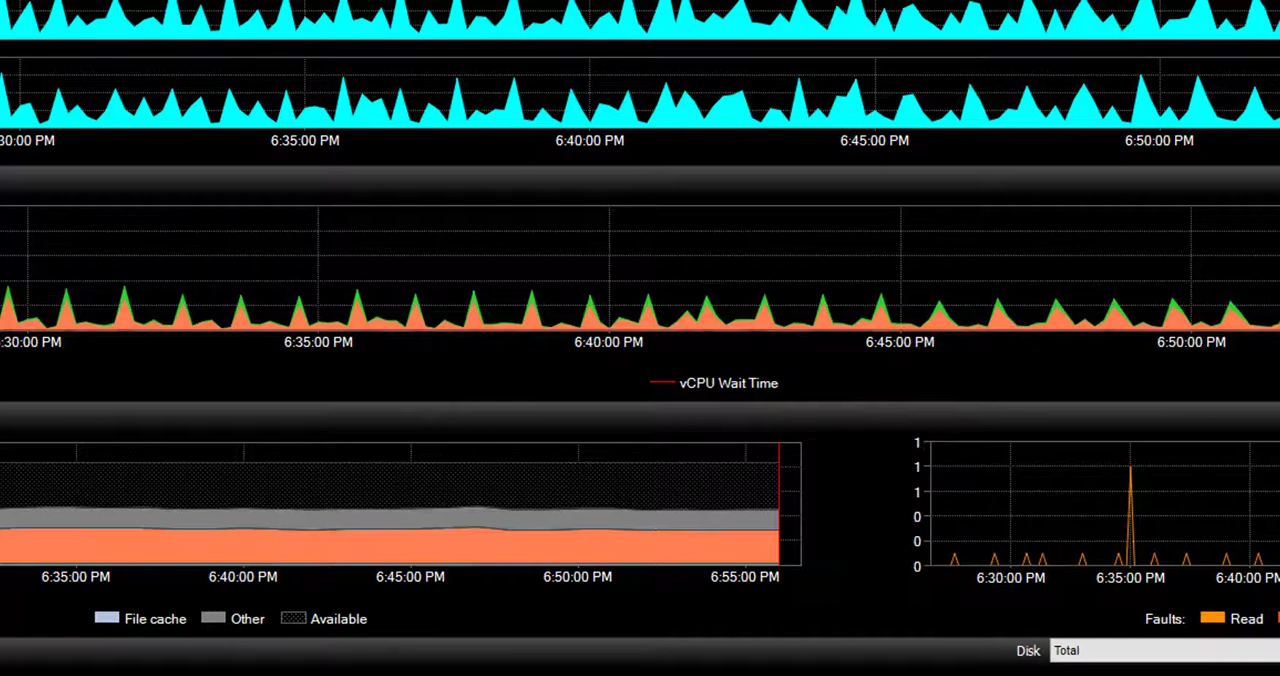 30:00 PM 6:35:00 PM 6:40:00 PM 6:45:00 PM 6:50:00 PM
:30:00 PM 6:35:00 PM 6:40:00 PM 6:45:00 PM 6:50:00 PM
vCPU Wait Time
1
1
1
0
0
0
6:35:00 PM 6:40:00 PM 6:45:00 PM 6:50:00 PM 6:55:00 PM
6:30:00 PM 6:35:00 PM 6:40:00 PM
File cache Other Available
Faults: Read
Disk Total